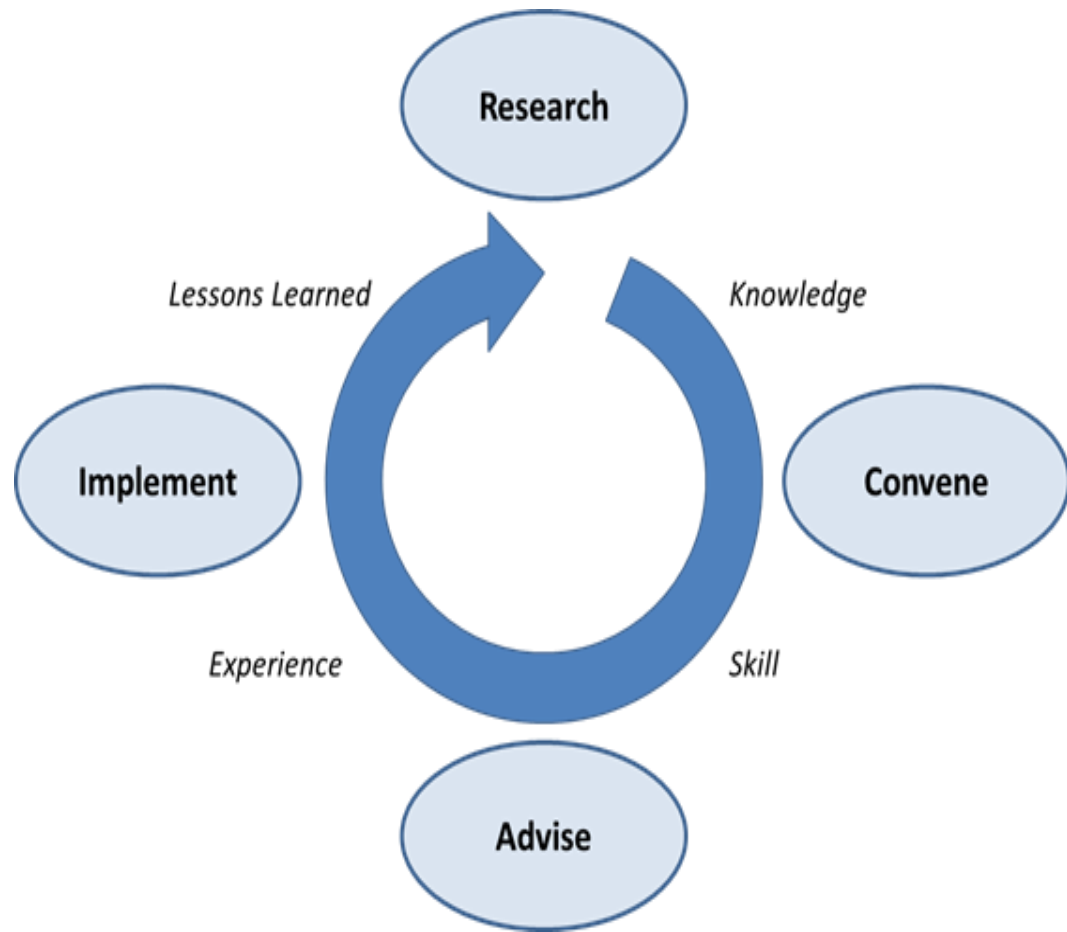 Research
Lessons Learned
Knowledge
Implement
Convene
Experience
Skill
Advise